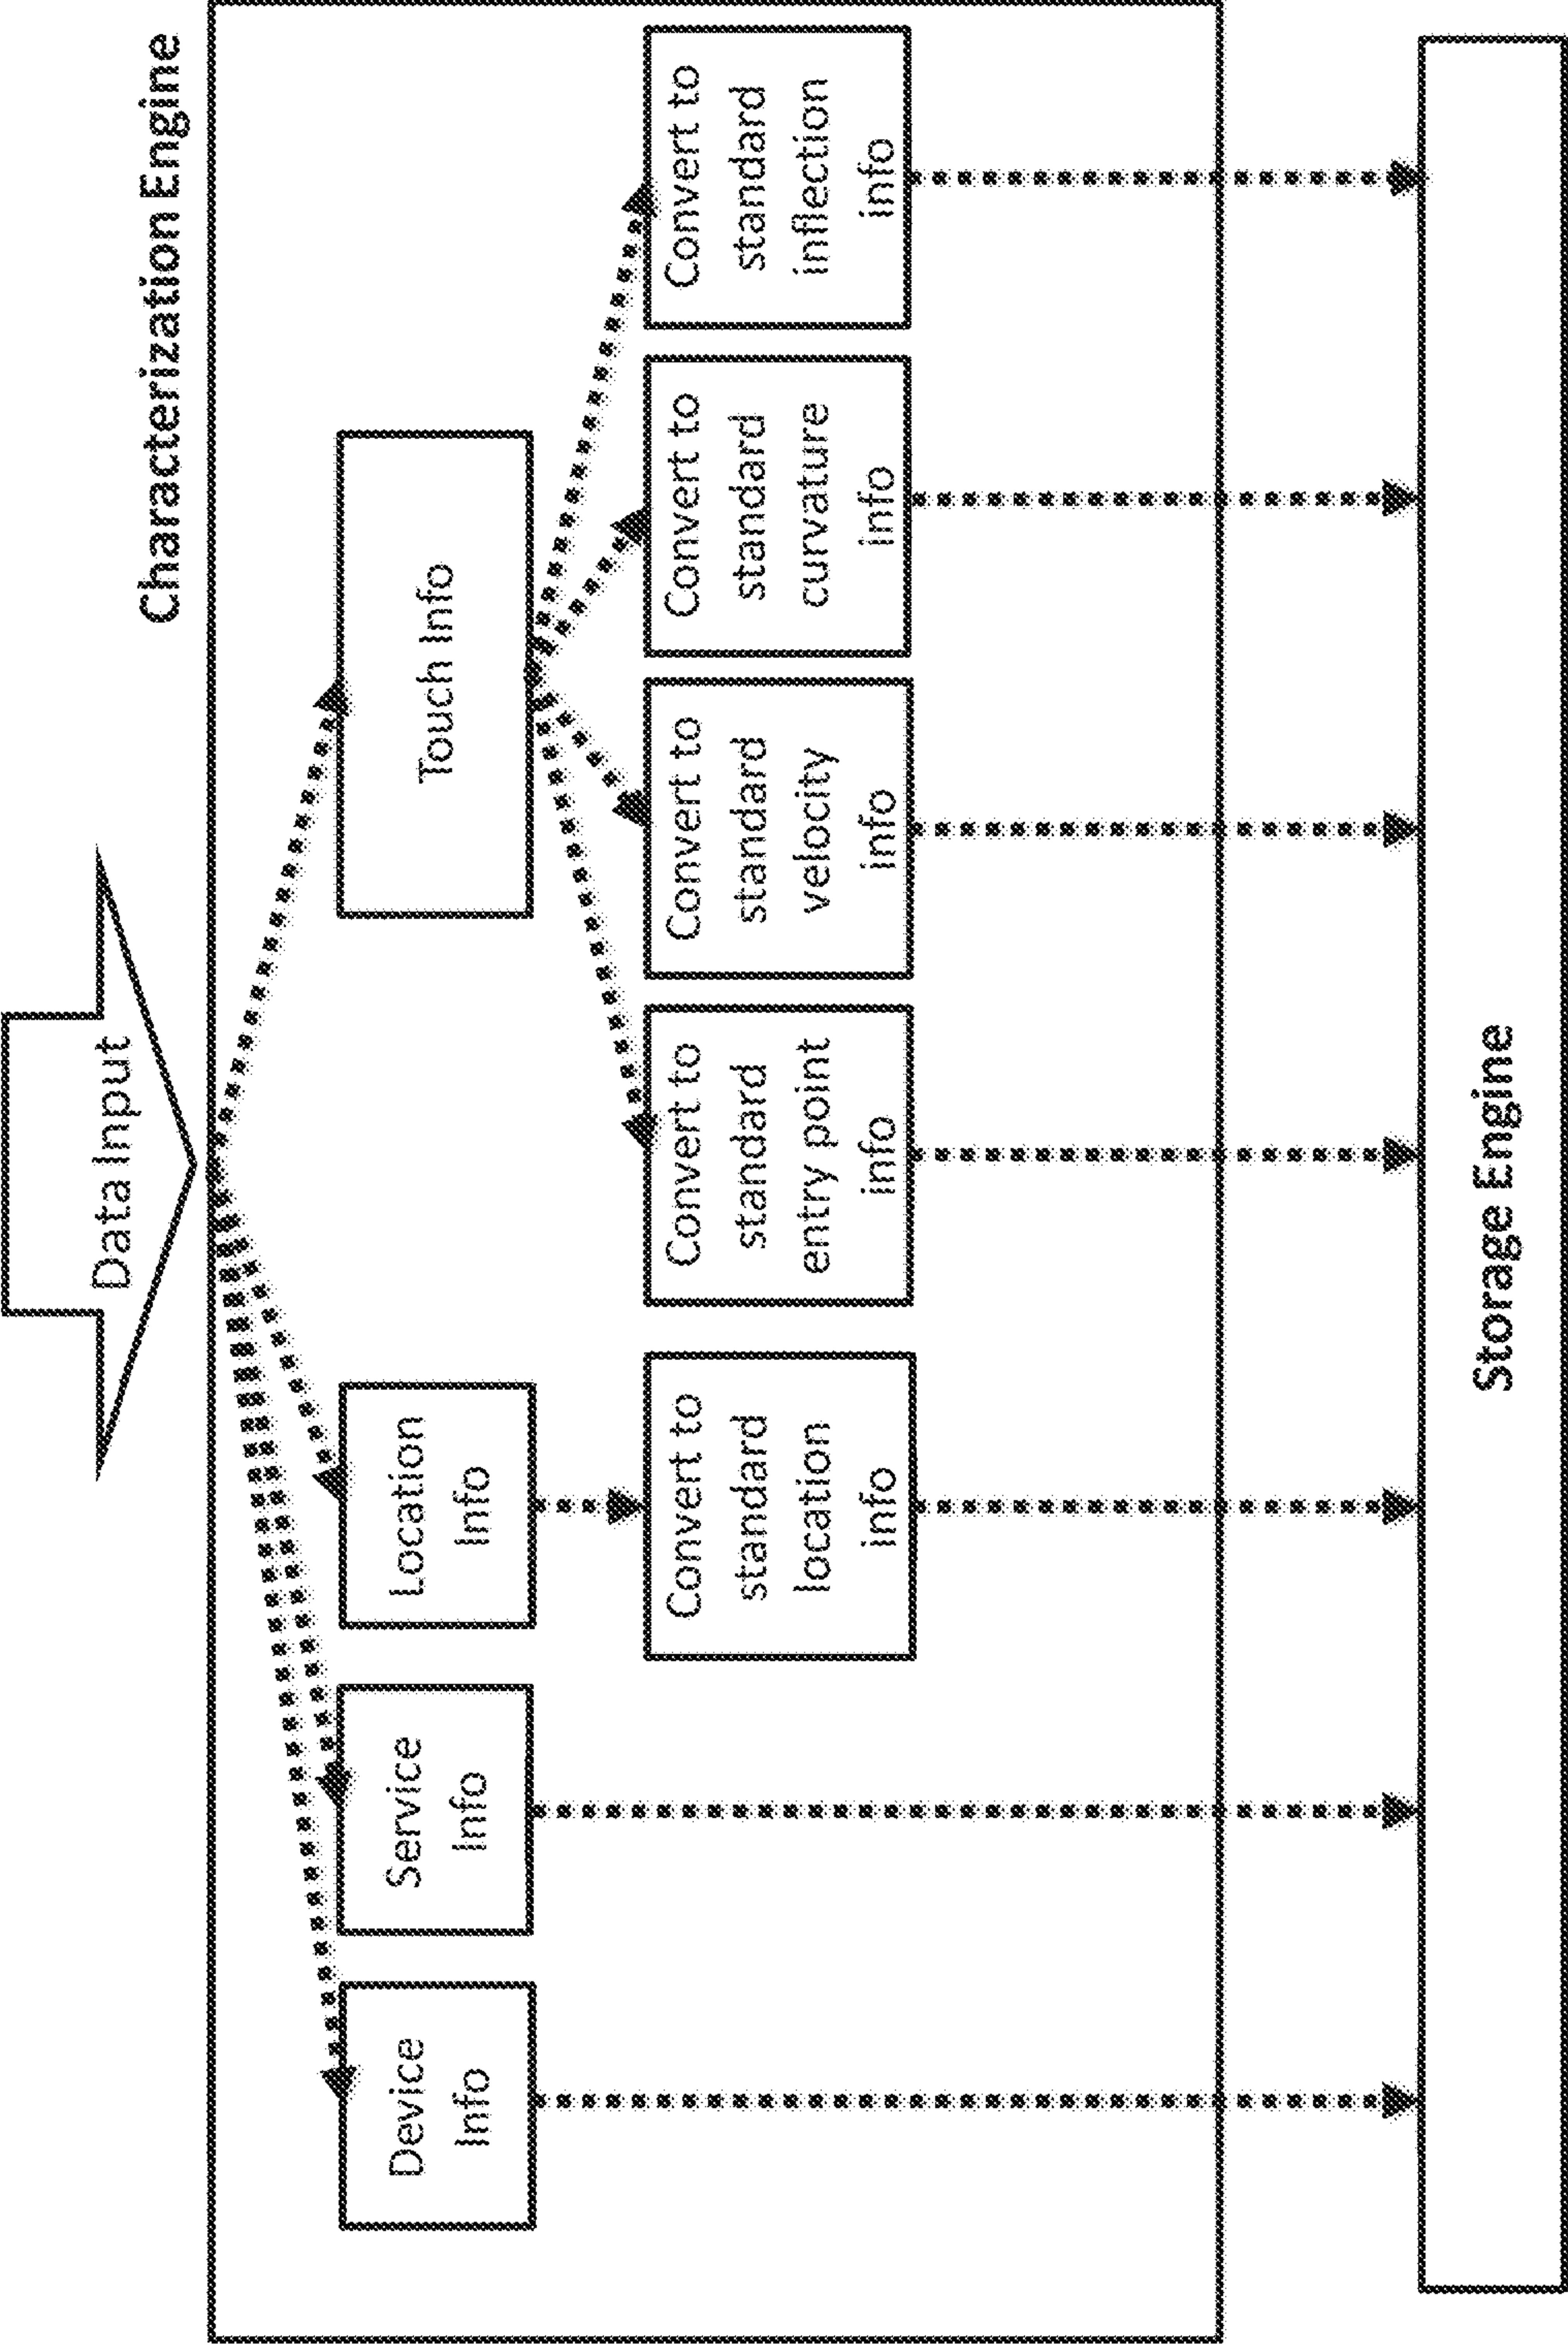 Data Input
Characterization Engine
Device
Info
Service
Info
Location
Info
Touch Info
Convert to
standard
location
info
Convert to
standard
entry point
info
Convert to
standard
velocity
info
Convert to
standard
curvature
info
Convert to
standard
inflection
info
Storage Engine